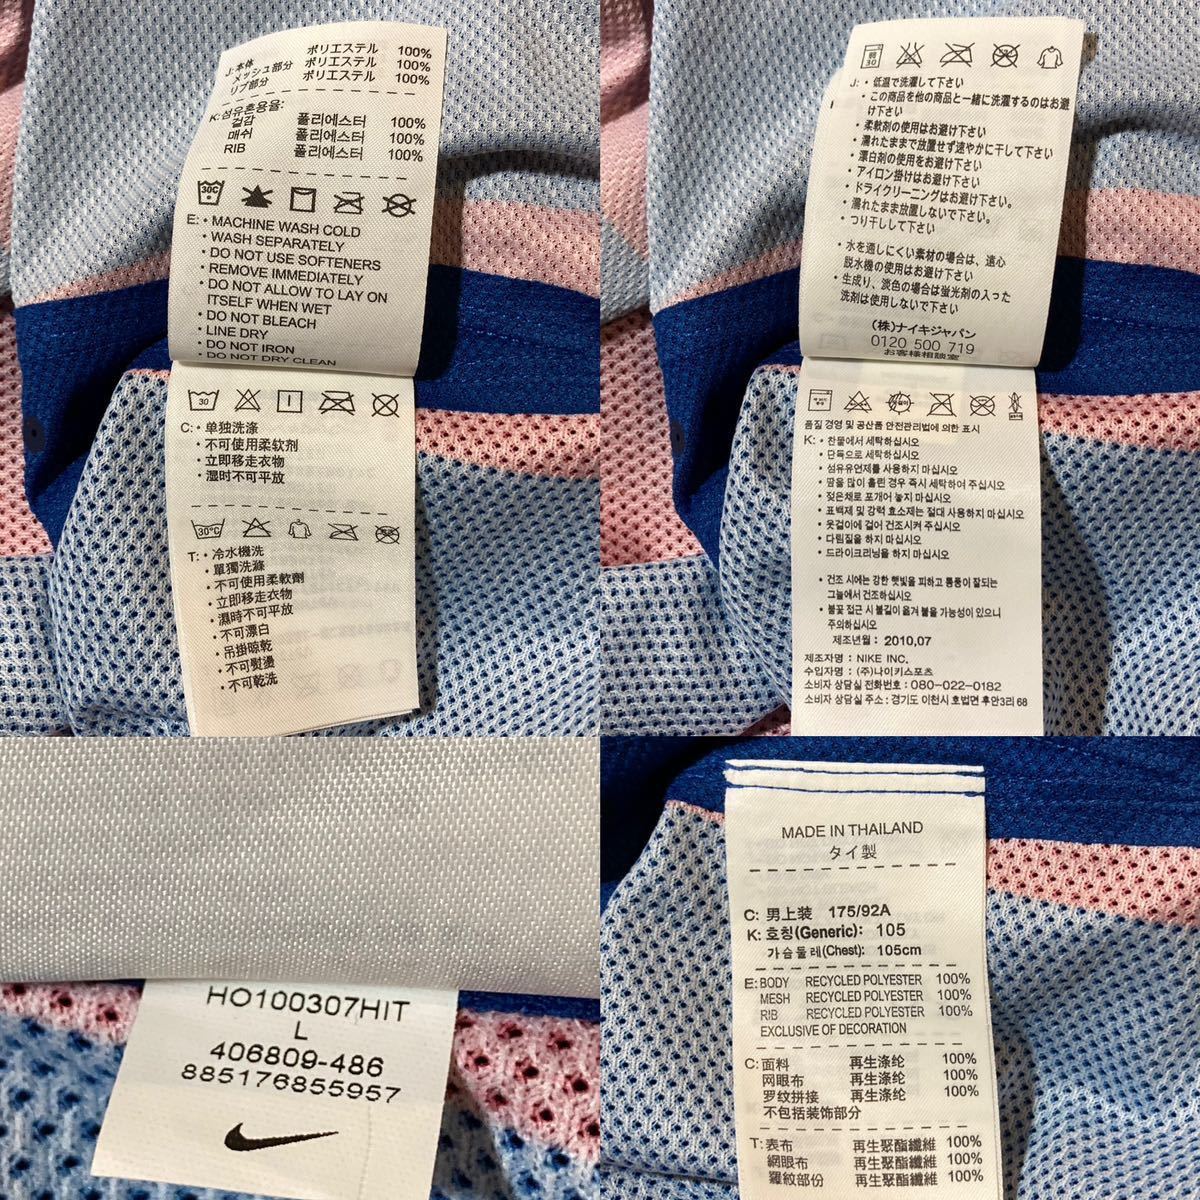 J: 本体 ポリエステル 100%
メッシュ部分 ポリエステル 100%
リブ部分 ポリエステル 100%
K: 섬유혼용율:
겉감 폴리에스터 100%
매쉬 폴리에스터 100%
RIB 폴리에스터 100%
30C
E: • MACHINE WASH COLD
• WASH SEPARATELY
• DO NOT USE SOFTENERS
• REMOVE IMMEDIATELY
• DO NOT ALLOW TO LAY ON
ITSELF WHEN WET
• DO NOT BLEACH
• LINE DRY
• DO NOT IRON
• DO NOT DRY CLEAN
30
C: • 单独洗涤
• 不可使用柔软剂
• 立即移走衣物
• 湿时不可平放
30°C
T: • 冷水機洗
• 單獨洗滌
• 不可使用柔軟劑
• 立即移走衣物
• 濕時不可平放
• 不可漂白
• 吊掛晾乾
• 不可熨燙
• 不可乾洗
弱
30
J: • 低温で洗濯して下さい
• この商品を他の商品と一緒に洗濯するのはお避
け下さい
• 柔軟剤の使用はお避け下さい
• 濡れたままで放置せず速やかに干して下さい
• 漂白剤の使用をお避け下さい
• アイロン掛けはお避け下さい
• ドライクリーニングはお避け下さい。
• 濡れたまま放置しないで下さい。
• つり干しして下さい
• 水を通しにくい素材の場合は、遠心
脱水機の使用はお避け下さい
• 生成り、淡色の場合は蛍光剤の入った
洗剤は使用しないで下さい
(株)ナイキジャパン
0120 500 719
お客様相談室
품질 경영 및 공산품 안전관리법에 의한 표시
K: • 찬물에서 세탁하십시오
• 단독으로 세탁하십시오
• 섬유유연제를 사용하지 마십시오
• 땀을 많이 흘린 경우 즉시 세탁하여 주십시오
• 젖은채로 포개어 놓지 마십시오
• 표백제 및 강력 효소제는 절대 사용하지 마십시오
• 옷걸이에 걸어 건조시켜 주십시오
• 다림질을 하지 마십시오
• 드라이크리닝을 하지 마십시오
• 건조 시에는 강한 햇빛을 피하고 통풍이 잘되는
그늘에서 건조하십시오
• 불꽃 접근 시 불길이 옮겨 붙을 가능성이 있으니
주의하십시오
제조년월 : 2010.07
제조자명 : NIKE INC.
수입자명 : (주)나이키스포츠
소비자 상담실 전화번호 : 080-022-0182
소비자 상담실 주소 : 경기도 이천시 호법면 후안3리 68
HO100307HIT
L
406809-486
885176855957
MADE IN THAILAND
タイ製
C: 男上装 175/92A
K: 호칭(Generic): 105
가슴둘레(Chest): 105cm
E: BODY RECYCLED POLYESTER 100%
MESH RECYCLED POLYESTER 100%
RIB RECYCLED POLYESTER 100%
EXCLUSIVE OF DECORATION
C: 面料 再生涤纶 100%
网眼布 再生涤纶 100%
罗纹拼接 再生涤纶 100%
不包括装饰部分
T: 表布 再生聚酯纖維 100%
網眼布 再生聚酯纖維 100%
羅紋部份 再生聚酯纖維 100%